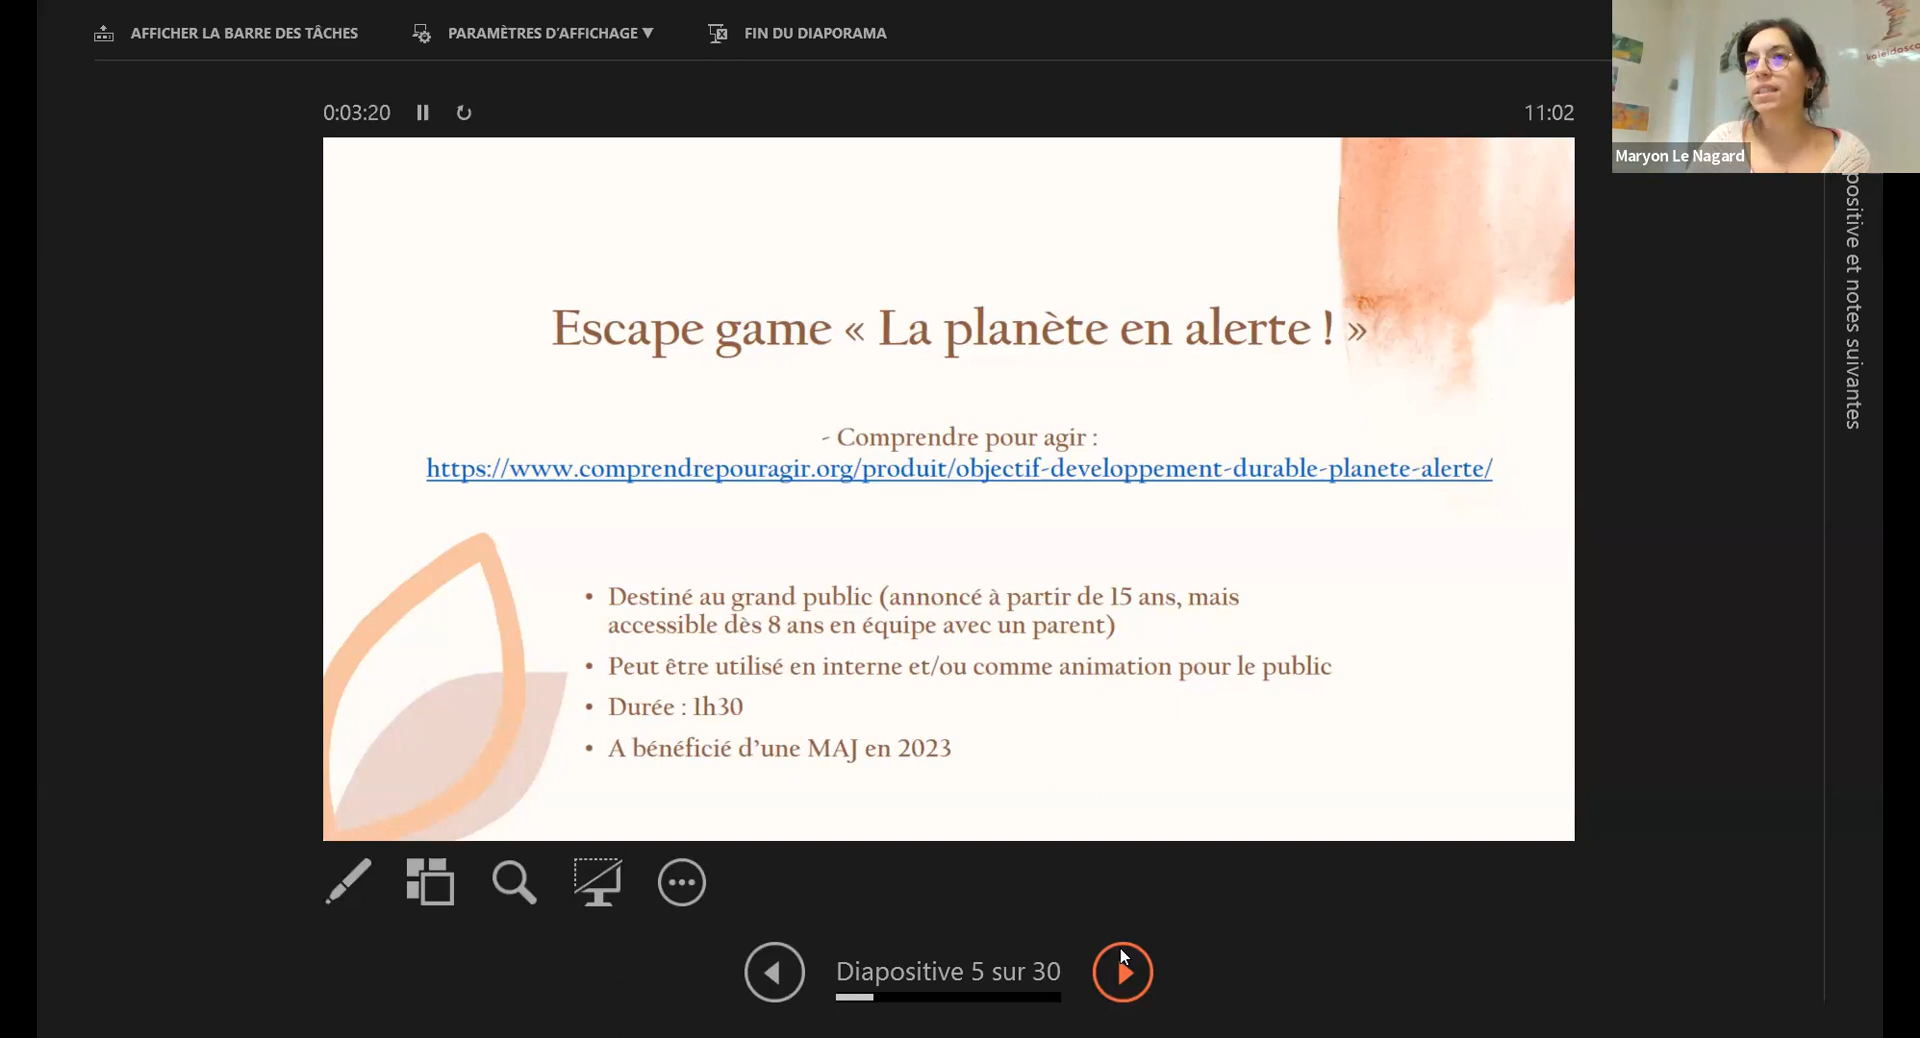 AFFICHER LA BARRE DES TÂCHES
PARAMÈTRES D'AFFICHAGE ▼
FIN DU DIAPORAMA
0:03:20
11:02
Maryon Le Nagard
Escape game « La planète en alerte ! »
- Comprendre pour agir :
https://www.comprendrepouragir.org/produit/objectif-developpement-durable-planete-alerte/
• Destiné au grand public (annoncé à partir de 15 ans, mais
accessible dès 8 ans en équipe avec un parent)
• Peut être utilisé en interne et/ou comme animation pour le public
• Durée : 1h30
• A bénéficié d'une MAJ en 2023
positive et notes suivantes
Diapositive 5 sur 30